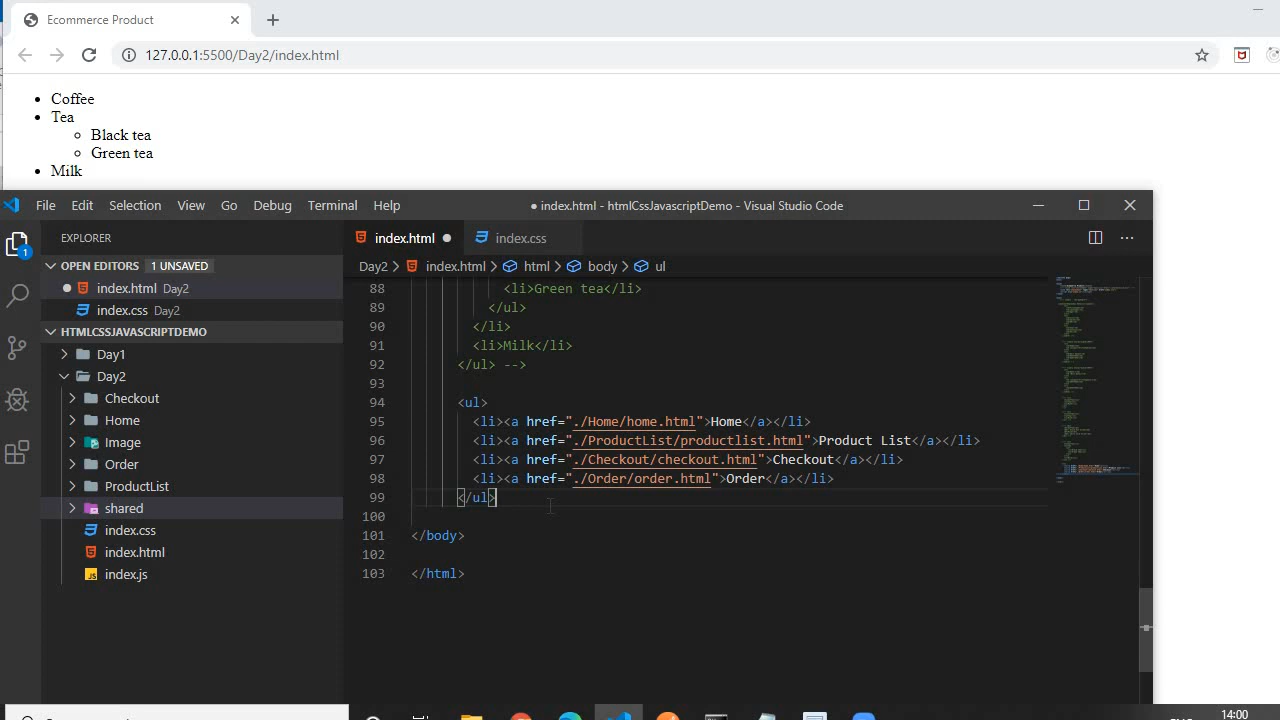 Ecommerce Product
127.0.0.1:5500/Day2/index.html
Coffee
Tea
Black tea
Green tea
Milk
File Edit Selection View Go Debug Terminal Help
● index.html - htmlCssJavascriptDemo - Visual Studio Code
EXPLORER
index.html
index.css
OPEN EDITORS 1 UNSAVED
Day2 > index.html > html > body > ul
index.html Day2
index.css Day2
HTMLCSSJAVASCRIPTDEMO
Day1
Day2
Checkout
Home
Image
Order
ProductList
shared
index.css
index.html
index.js
1
88 <li>Green tea</li>
89 </ul>
90 </li>
91 <li>Milk</li>
92 </ul> -->
93
94 <ul>
95 <li><a href="./Home/home.html">Home</a></li>
96 <li><a href="./ProductList/productlist.html">Product List</a></li>
97 <li><a href="./Checkout/checkout.html">Checkout</a></li>
98 <li><a href="./Order/order.html">Order</a></li>
99 </ul>
100
101 </body>
102
103 </html>
14:00